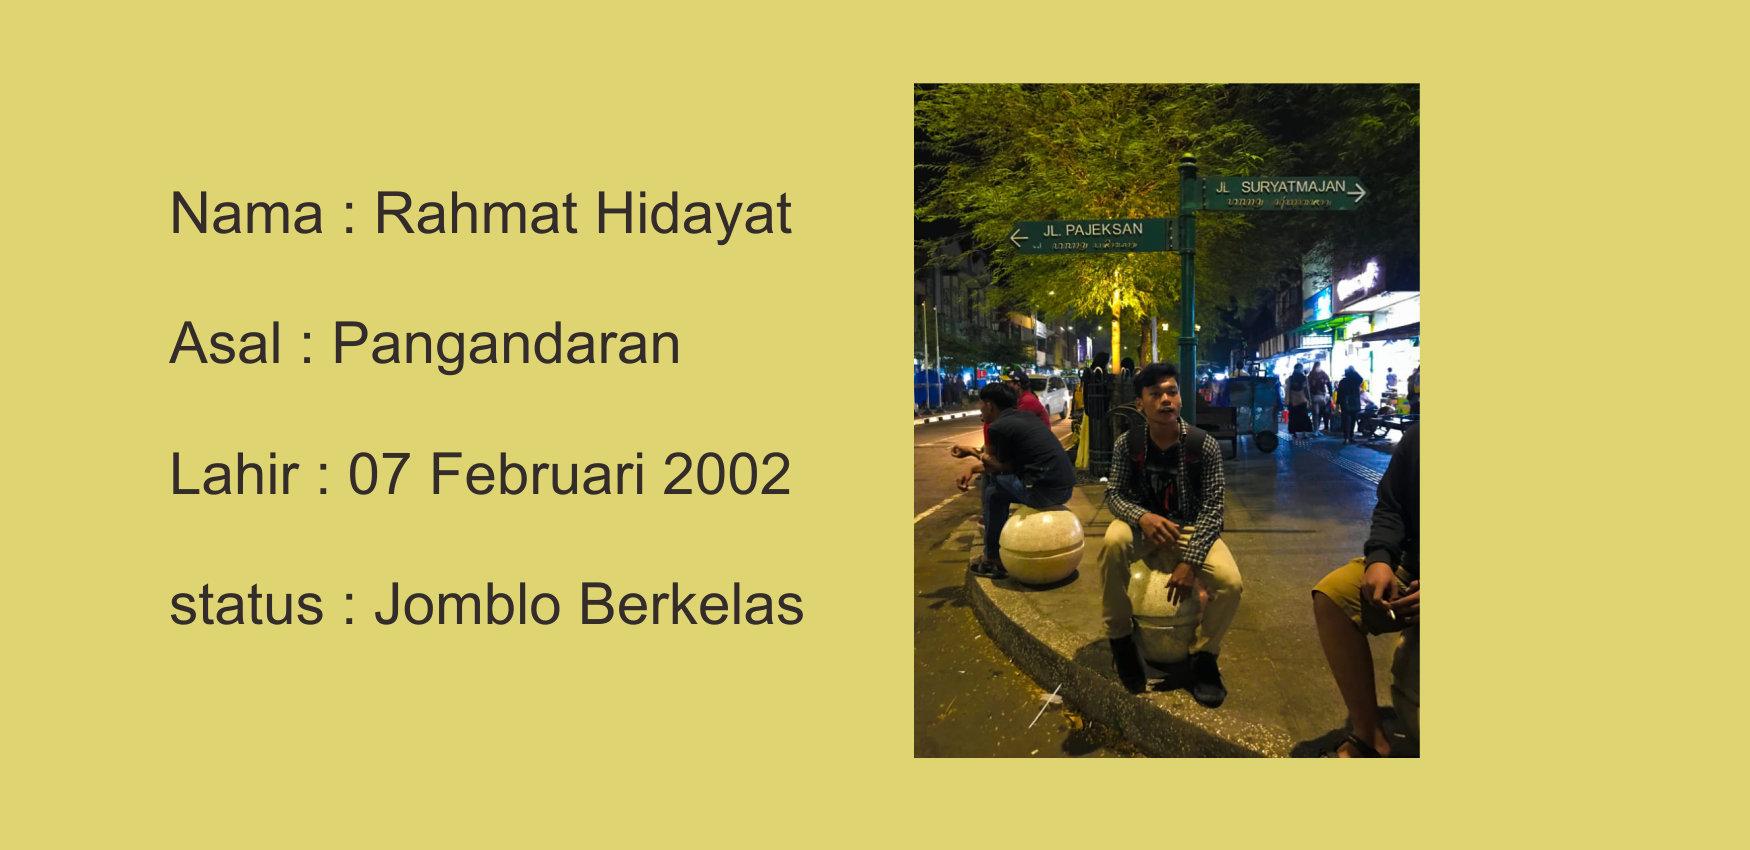 Nama : Rahmat Hidayat
Asal : Pangandaran
Lahir : 07 Februari 2002
status : Jomblo Berkelas
JL SURYATMAJAN
JL. PAJEKSAN